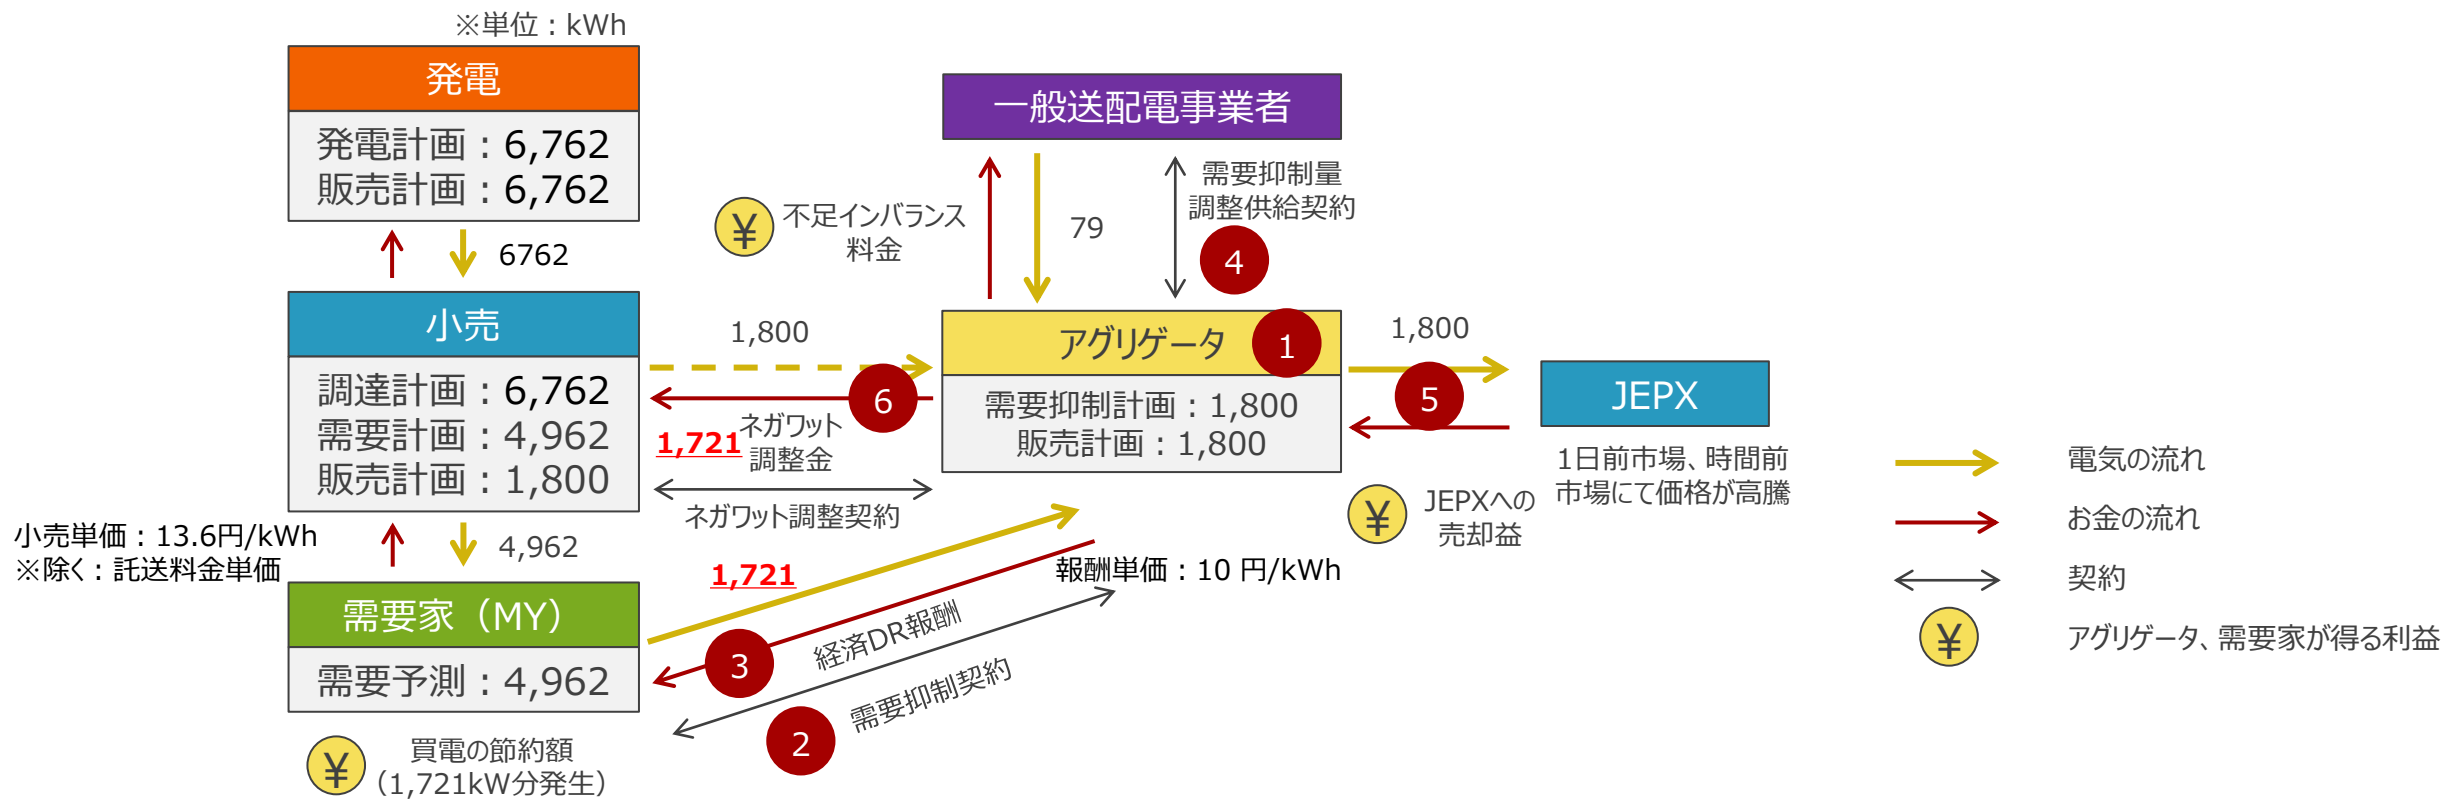 ※単位：kWh
発電
発電計画：6,762
販売計画：6,762
6762
小売
調達計画：6,762
需要計画：4,962
販売計画：1,800
小売単価：13.6円/kWh
※除く：託送料金単価
4,962
需要家（MY）
需要予測：4,962
¥
買電の節約額
（1,721kW分発生）
一般送配電事業者
¥
不足インバランス
料金
79
需要抑制量
調整供給契約
4
1,800
アグリゲータ
1
需要抑制計画：1,800
販売計画：1,800
6
1,721
ネガワット
調整金
ネガワット調整契約
1,721
報酬単価：10 円/kWh
3
経済DR報酬
2
需要抑制契約
1,800
5
JEPX
1日前市場、時間前
市場にて価格が高騰
¥
JEPXへの
売却益
電気の流れ
お金の流れ
契約
¥
アグリゲータ、需要家が得る利益